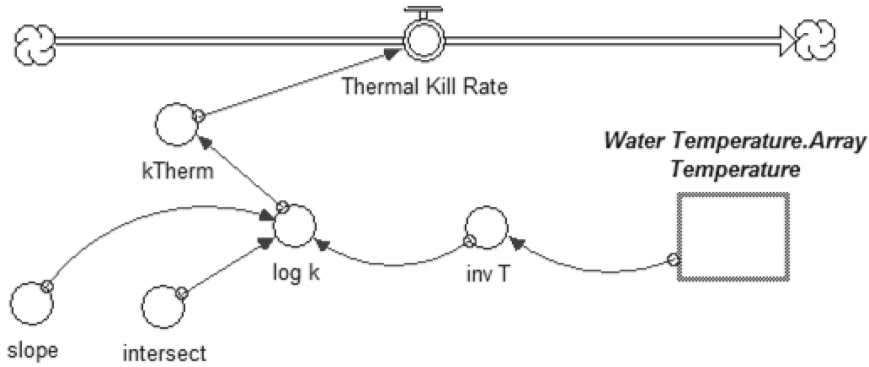 Thermal Kill Rate
Water Temperature.Array
Temperature
kTherm
log k
inv T
slope
intersect